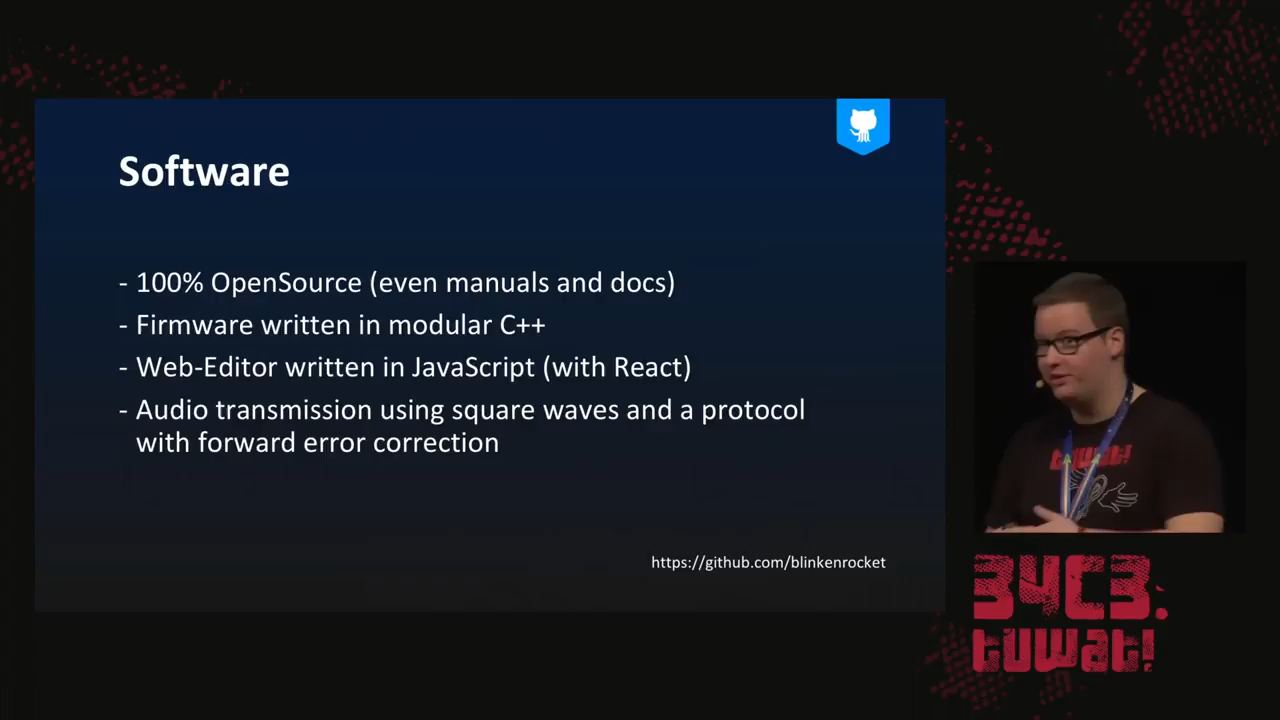 Software
- 100% OpenSource (even manuals and docs)
- Firmware written in modular C++
- Web-Editor written in JavaScript (with React)
- Audio transmission using square waves and a protocol
with forward error correction
https://github.com/blinkenrocket
tuwat!
34C3.
tuwat!